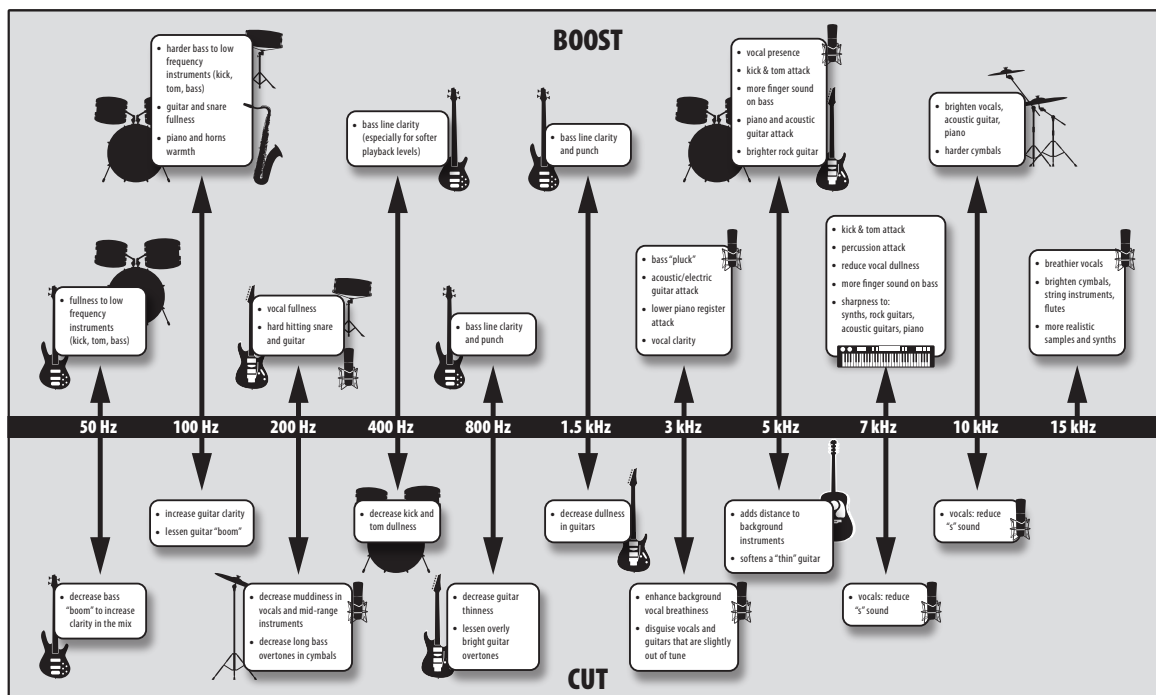 BOOST
• harder bass to low
frequency
instruments (kick,
tom, bass)
• guitar and snare
fullness
• piano and horns
warmth
• bass line clarity
(especially for softer
playback levels)
• bass line clarity
and punch
• vocal presence
• kick & tom attack
• more finger sound
on bass
• piano and acoustic
guitar attack
• brighter rock guitar
• brighten vocals,
acoustic guitar,
piano
• harder cymbals
• fullness to low
frequency
instruments
(kick, tom, bass)
• vocal fullness
• hard hitting snare
and guitar
• bass line clarity
and punch
• bass “pluck”
• acoustic/electric
guitar attack
• lower piano register
attack
• vocal clarity
• kick & tom attack
• percussion attack
• reduce vocal dullness
• more finger sound on bass
• sharpness to:
synths, rock guitars,
acoustic guitars, piano
• breathier vocals
• brighten cymbals,
string instruments,
flutes
• more realistic
samples and synths
50 Hz 100 Hz 200 Hz 400 Hz 800 Hz 1.5 kHz 3 kHz 5 kHz 7 kHz 10 kHz 15 kHz
• increase guitar clarity
• lessen guitar “boom”
• decrease kick and
tom dullness
• decrease dullness
in guitars
• adds distance to
background
instruments
• softens a “thin” guitar
• vocals: reduce
“s” sound
• decrease bass
“boom” to increase
clarity in the mix
• decrease muddiness in
vocals and mid-range
instruments
• decrease long bass
overtones in cymbals
• decrease guitar
thinness
• lessen overly
bright guitar
overtones
• enhance background
vocal breathiness
• disguise vocals and
guitars that are slightly
out of tune
• vocals: reduce
“s” sound
CUT